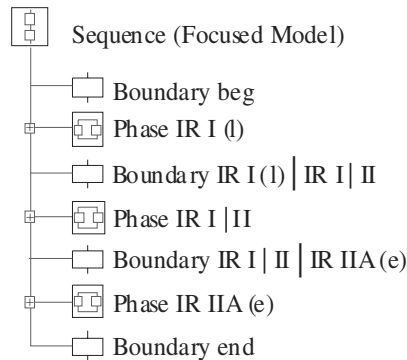 Sequence (Focused Model)
Boundary beg
Phase IR I (l)
Boundary IR I (l) | IR I | II
Phase IR I | II
Boundary IR I | II | IR IIA (e)
Phase IR IIA (e)
Boundary end